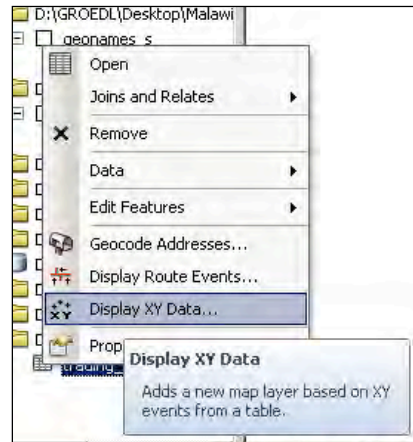 D:\GROEDL\Desktop\Malawi
geonames_s
Open
Joins and Relates
Remove
Data
Edit Features
Geocode Addresses...
Display Route Events...
Display XY Data...
Display XY Data
Adds a new map layer based on XY
events from a table.